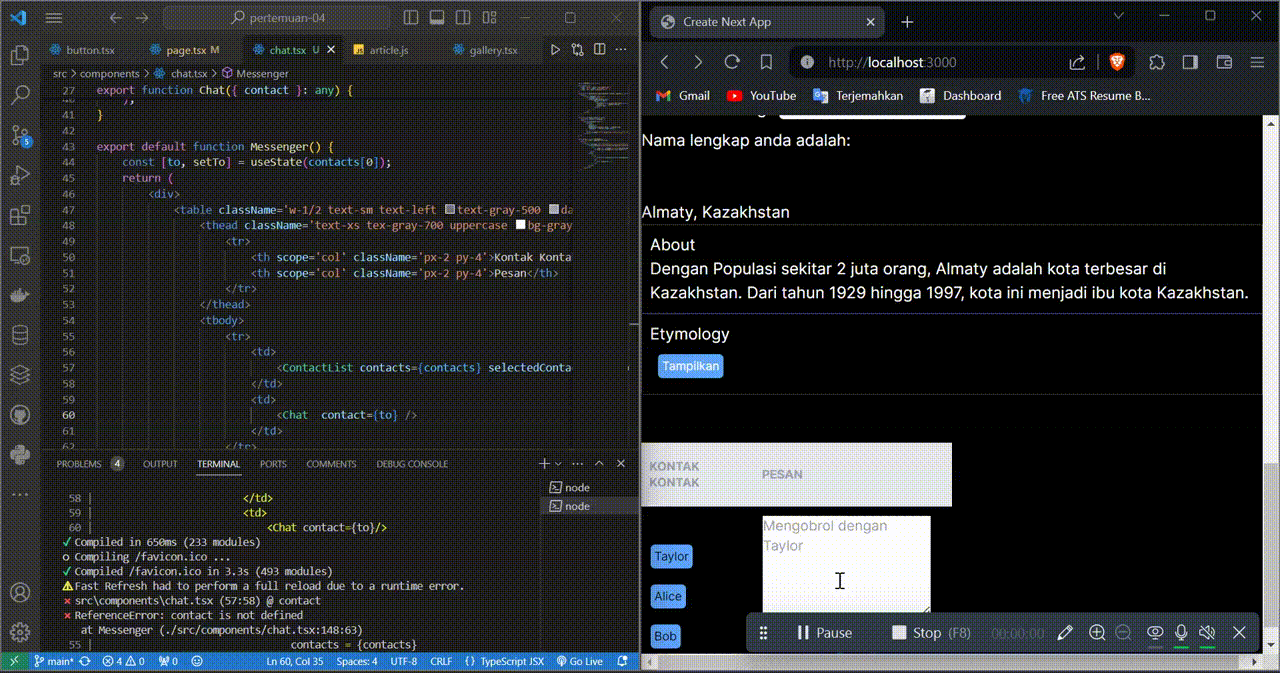 pertemuan-04
button.tsx
page.tsx M
chat.tsx U
article.js
gallery.tsx
src > components > chat.tsx > Messenger
27 export function Chat({ contact }: any) {
40 );
41 }
42
43 export default function Messenger() {
44 const [to, setTo] = useState(contacts[0]);
45 return (
46 <div>
47 <table className='w-1/2 text-sm text-left text-gray-500 da
48 <thead className='text-xs tex-gray-700 uppercase bg-gray
49 <tr>
50 <th scope='col' className='px-2 py-4'>Kontak Konta
51 <th scope='col' className='px-2 py-4'>Pesan</th>
52 </tr>
53 </thead>
54 <tbody>
55 <tr>
56 <td>
57 <ContactList contacts={contacts} selectedConta
58 </td>
59 <td>
60 <Chat  contact={to} />
61 </td>
62 </tr>
PROBLEMS 4 OUTPUT TERMINAL PORTS COMMENTS DEBUG CONSOLE
node
node
58 | </td>
59 | <td>
60 | <Chat contact={to}/>
✓ Compiled in 650ms (233 modules)
○ Compiling /favicon.ico ...
✓ Compiled /favicon.ico in 3.3s (493 modules)
⚠ Fast Refresh had to perform a full reload due to a runtime error.
× src\components\chat.tsx (57:58) @ contact
× ReferenceError: contact is not defined
at Messenger (./src/components/chat.tsx:148:63)
55 | contacts = {contacts}
5
main* 4 0 0 Ln 60, Col 35 Spaces: 4 UTF-8 CRLF { } TypeScript JSX Go Live
Create Next App
http://localhost:3000
Gmail YouTube Terjemahkan Dashboard Free ATS Resume B...
Nama lengkap anda adalah:
Almaty, Kazakhstan
About
Dengan Populasi sekitar 2 juta orang, Almaty adalah kota terbesar di
Kazakhstan. Dari tahun 1929 hingga 1997, kota ini menjadi ibu kota Kazakhstan.
Etymology
Tampilkan
KONTAK
KONTAK
PESAN
Mengobrol dengan
Taylor
Taylor
Alice
Bob
Pause Stop (F8) 00:00:00